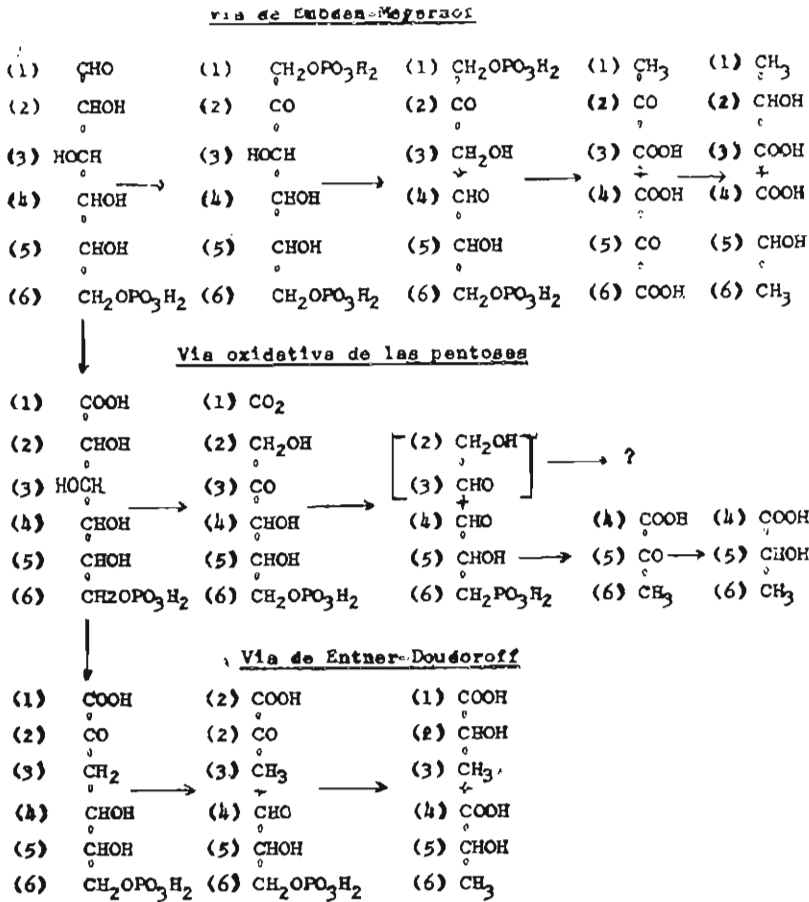 Via de Embden-Meyerhof
(1) CHO (1) CH2OPO3H2 (1) CH2OPO3H2 (1) CH3 (1) CH3
(2) CHOH (2) CO (2) CO (2) CO (2) CHOH
(3) HOCH (3) HOCH (3) CH2OH (3) COOH (3) COOH
(4) CHOH (4) CHOH (4) CHO (4) COOH (4) COOH
(5) CHOH (5) CHOH (5) CHOH (5) CO (5) CHOH
(6) CH2OPO3H2 (6) CH2OPO3H2 (6) CH2OPO3H2 (6) COOH (6) CH3
Via oxidativa de las pentosas
(1) COOH (1) CO2
(2) CHOH (2) CH2OH (2) CH2OH ?
(3) HOCH (3) CO (3) CHO
(4) CHOH (4) CHOH (4) CHO (4) COOH (4) COOH
(5) CHOH (5) CHOH (5) CHOH (5) CO (5) CHOH
(6) CH2OPO3H2 (6) CH2OPO3H2 (6) CH2PO3H2 (6) CH3 (6) CH3
Via de Entner-Doudoroff
(1) COOH (2) COOH (1) COOH
(2) CO (2) CO (2) CHOH
(3) CH2 (3) CH3 (3) CH3
(4) CHOH (4) CHO (4) COOH
(5) CHOH (5) CHOH (5) CHOH
(6) CH2OPO3H2 (6) CH2OPO3H2 (6) CH3